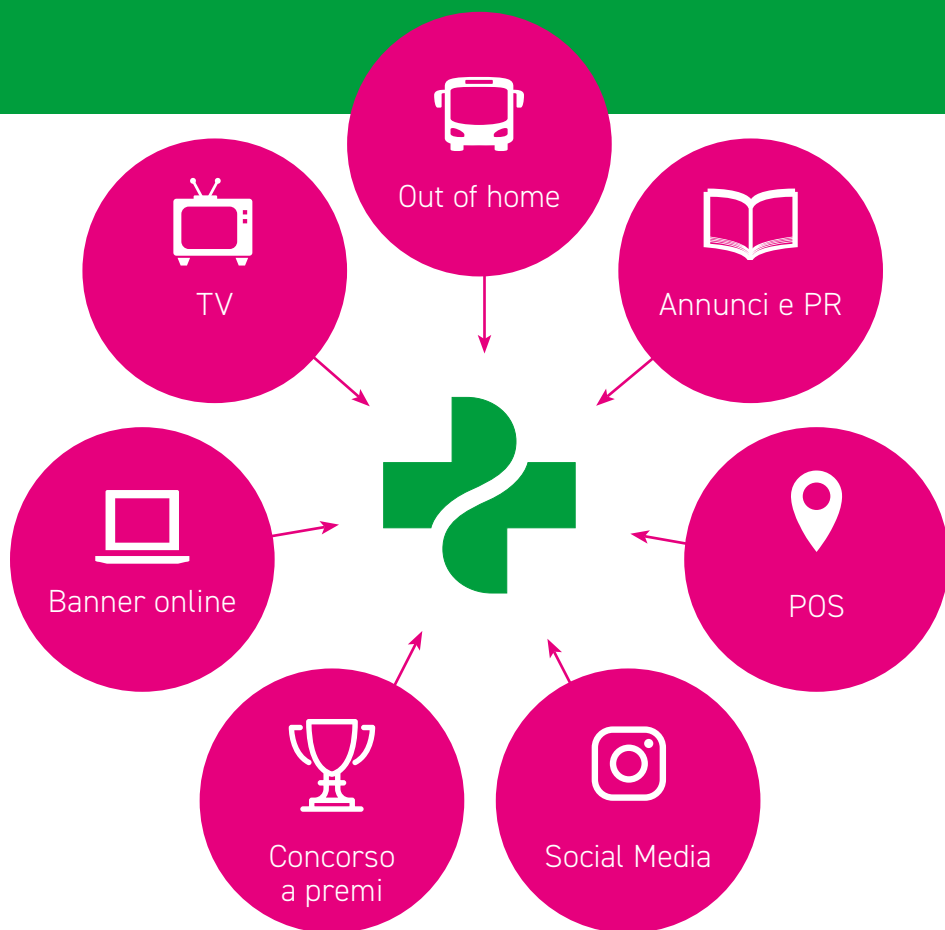 Out of home
TV
Annunci e PR
Banner online
POS
Concorso
a premi
Social Media